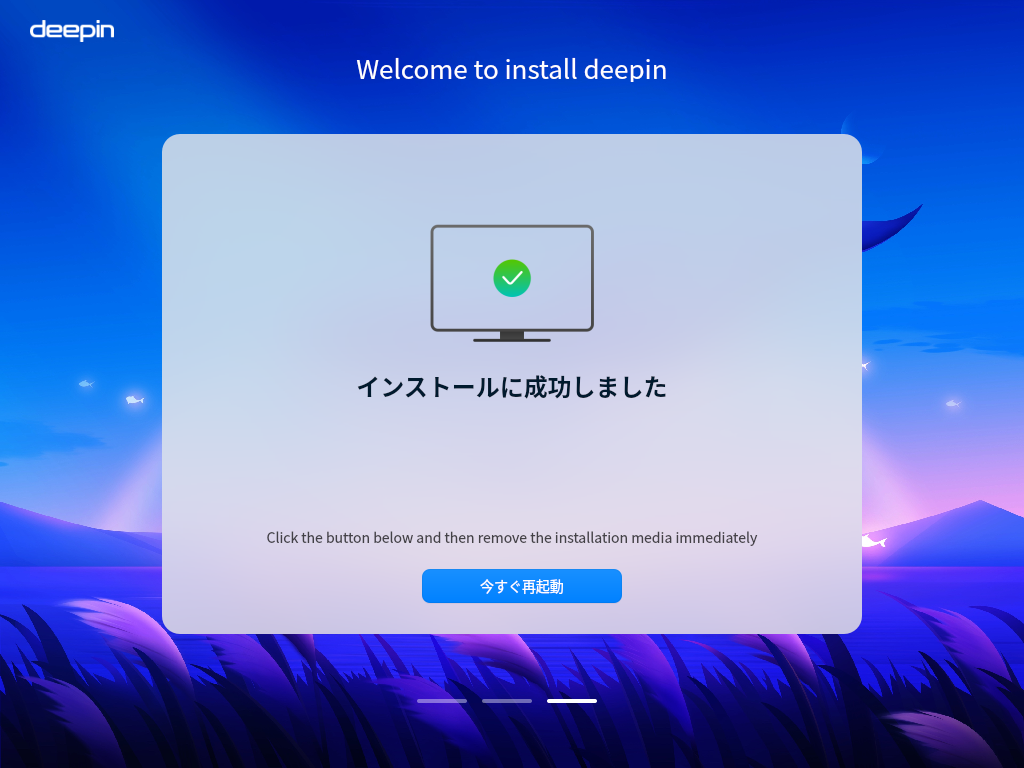 deepin
Welcome to install deepin
インストールに成功しました
Click the button below and then remove the installation media immediately
今すぐ再起動